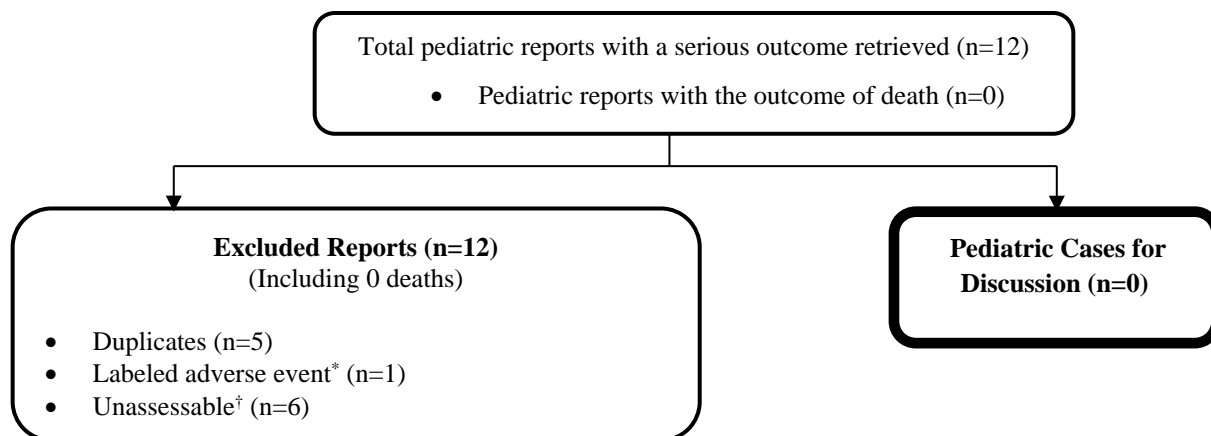 Total pediatric reports with a serious outcome retrieved (n=12)
• Pediatric reports with the outcome of death (n=0)
Excluded Reports (n=12)
(Including 0 deaths)
• Duplicates (n=5)
• Labeled adverse event* (n=1)
• Unassessable† (n=6)
Pediatric Cases for
Discussion (n=0)